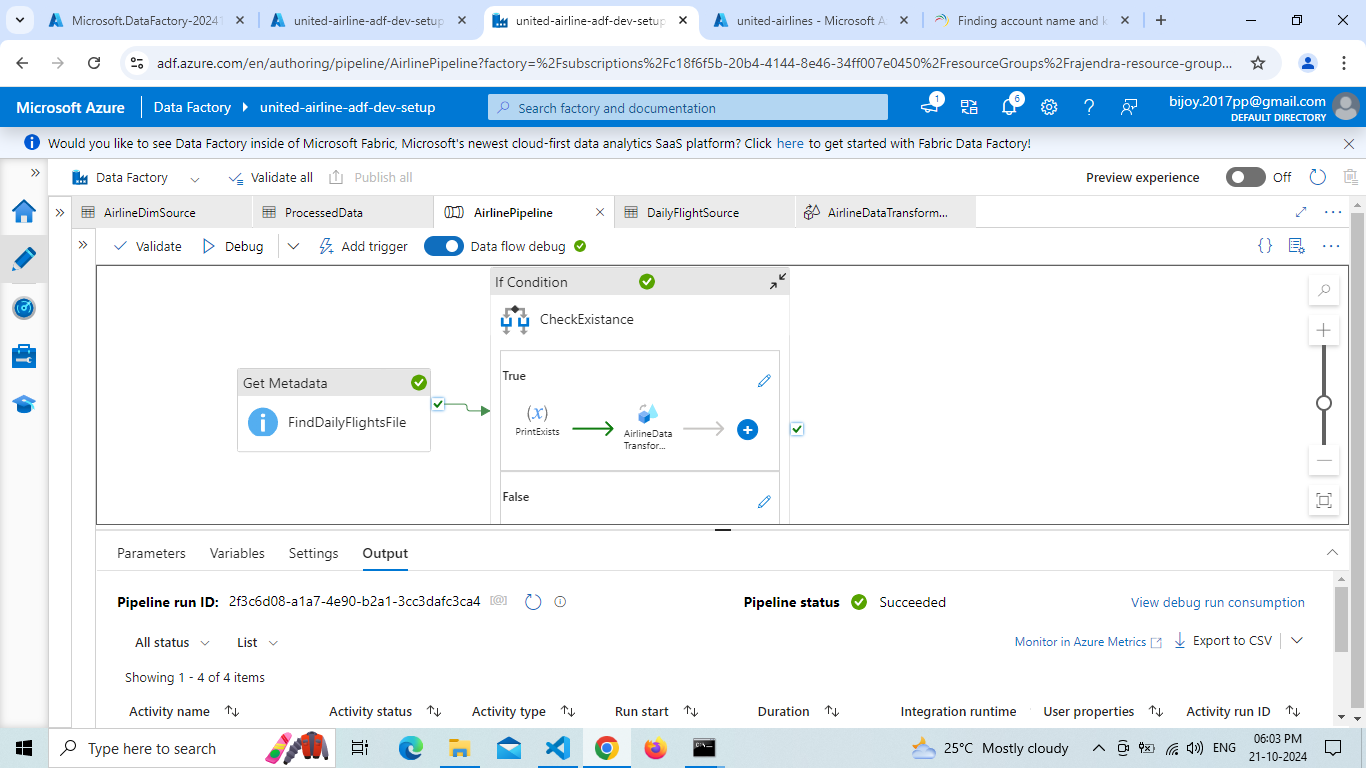 Microsoft.DataFactory-20241
united-airline-adf-dev-setup
united-airline-adf-dev-setup
united-airlines - Microsoft A
Finding account name and k
adf.azure.com/en/authoring/pipeline/AirlinePipeline?factory=%2Fsubscriptions%2Fc18f6f5b-20b4-4144-8e46-34ff007e0450%2FresourceGroups%2Frajendra-resource-group...
Microsoft Azure
Data Factory
united-airline-adf-dev-setup
Search factory and documentation
1
6
bijoy.2017pp@gmail.com
DEFAULT DIRECTORY
Would you like to see Data Factory inside of Microsoft Fabric, Microsoft's newest cloud-first data analytics SaaS platform? Click here to get started with Fabric Data Factory!
Data Factory
Validate all
Publish all
Preview experience
Off
AirlineDimSource
ProcessedData
AirlinePipeline
DailyFlightSource
AirlineDataTransform...
Validate
Debug
Add trigger
Data flow debug
If Condition
CheckExistance
Get Metadata
FindDailyFlightsFile
True
(x)
PrintExists
AirlineData
Transfor...
False
Parameters
Variables
Settings
Output
Pipeline run ID: 2f3c6d08-a1a7-4e90-b2a1-3cc3dafc3ca4
Pipeline status
Succeeded
View debug run consumption
All status
List
Monitor in Azure Metrics
Export to CSV
Showing 1 - 4 of 4 items
Activity name
Activity status
Activity type
Run start
Duration
Integration runtime
User properties
Activity run ID
Type here to search
25°C Mostly cloudy
ENG
06:03 PM
21-10-2024